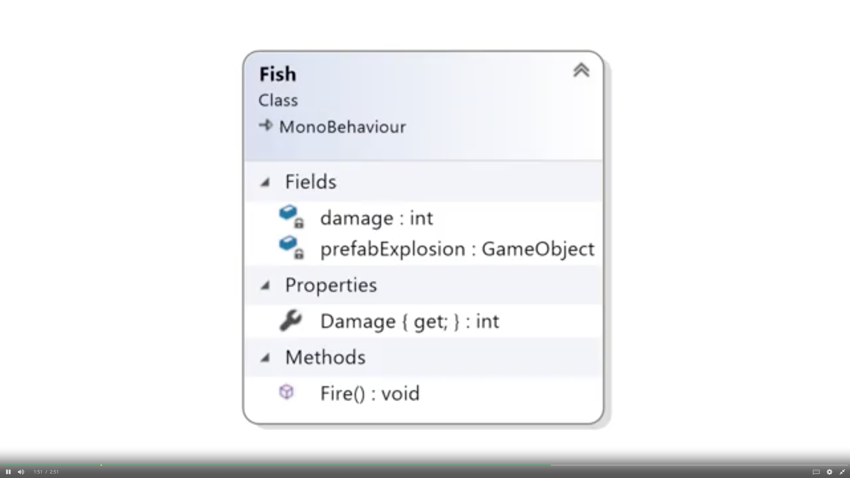 Fish
Class
MonoBehaviour
Fields
damage : int
prefabExplosion : GameObject
Properties
Damage { get; } : int
Methods
Fire() : void